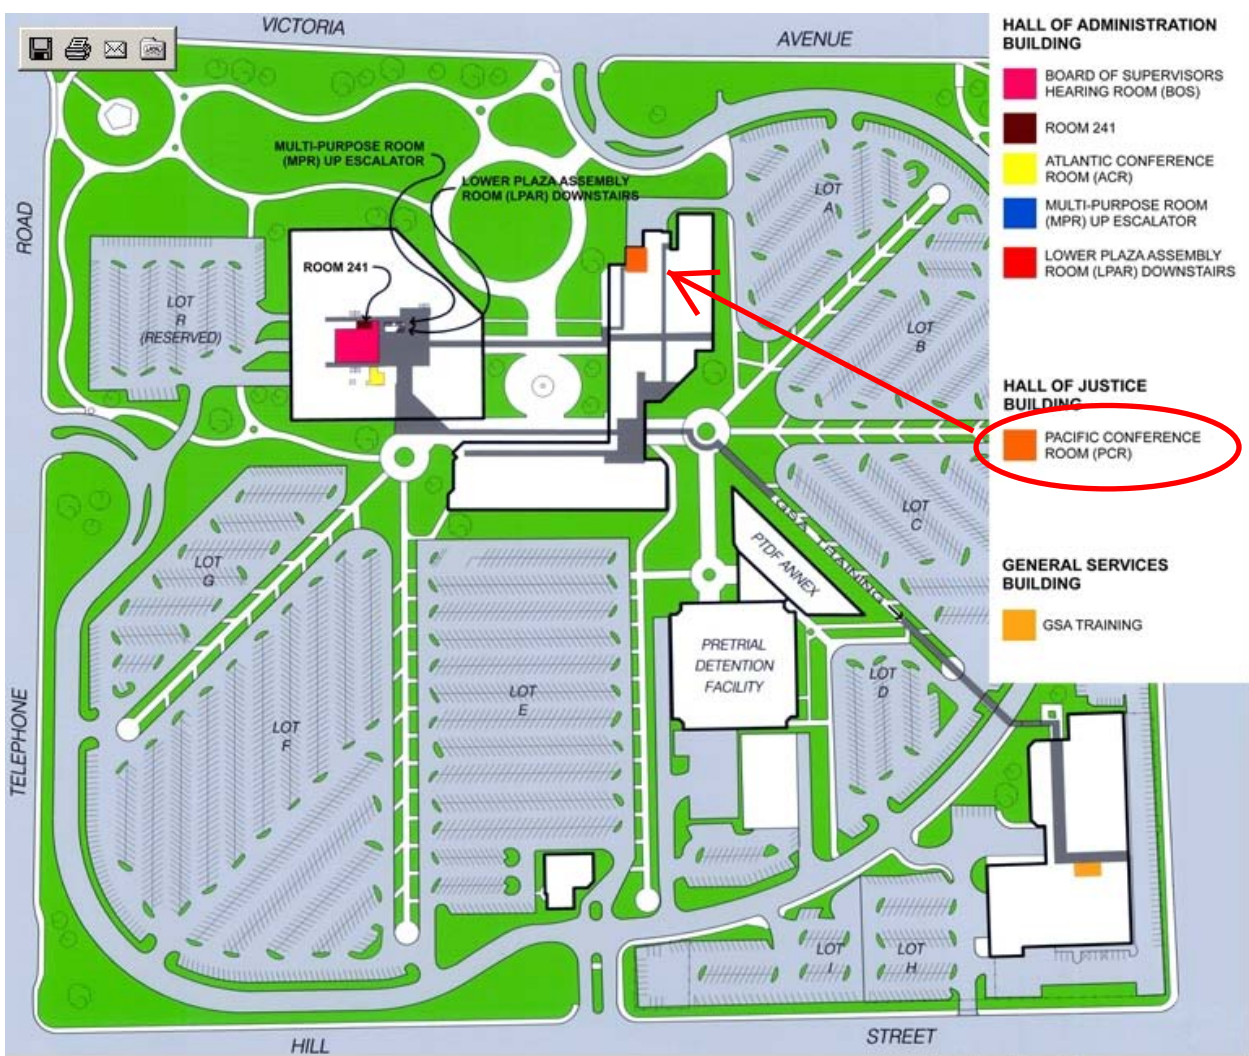 VICTORIA
AVENUE
HALL OF ADMINISTRATION
BUILDING
BOARD OF SUPERVISORS
HEARING ROOM (BOS)
ROOM 241
ATLANTIC CONFERENCE
ROOM (ACR)
MULTI-PURPOSE ROOM
(MPR) UP ESCALATOR
LOWER PLAZA ASSEMBLY
ROOM (LPAR) DOWNSTAIRS
HALL OF JUSTICE
BUILDING
PACIFIC CONFERENCE
ROOM (PCR)
GENERAL SERVICES
BUILDING
GSA TRAINING
MULTI-PURPOSE ROOM
(MPR) UP ESCALATOR
LOWER PLAZA ASSEMBLY
ROOM (LPAR) DOWNSTAIRS
ROOM 241
ROAD
LOT
R
(RESERVED)
LOT
A
LOT
B
LOT
C
GSA TRAINING
PTDF ANNEX
LOT
G
PRETRIAL
DETENTION
FACILITY
LOT
D
LOT
E
LOT
F
TELEPHONE
LOT
I
LOT
H
HILL
STREET